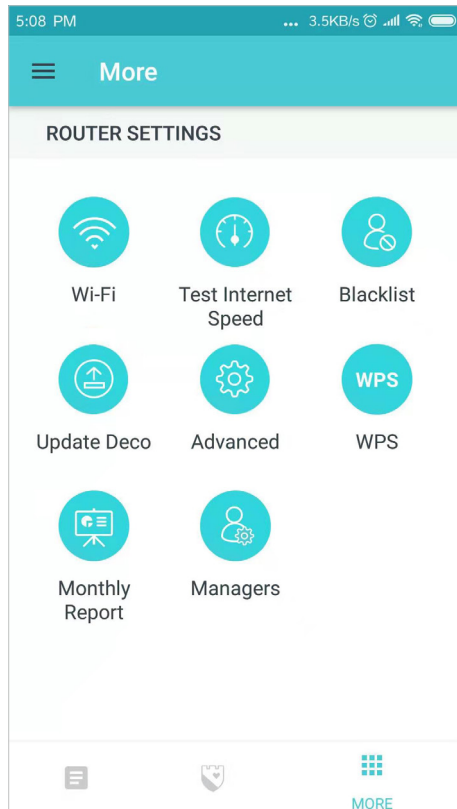 5:08 PM ... 3.5KB/s
More
ROUTER SETTINGS
Wi-Fi
Test Internet
Speed
Blacklist
Update Deco
Advanced
WPS
WPS
Monthly
Report
Managers
MORE